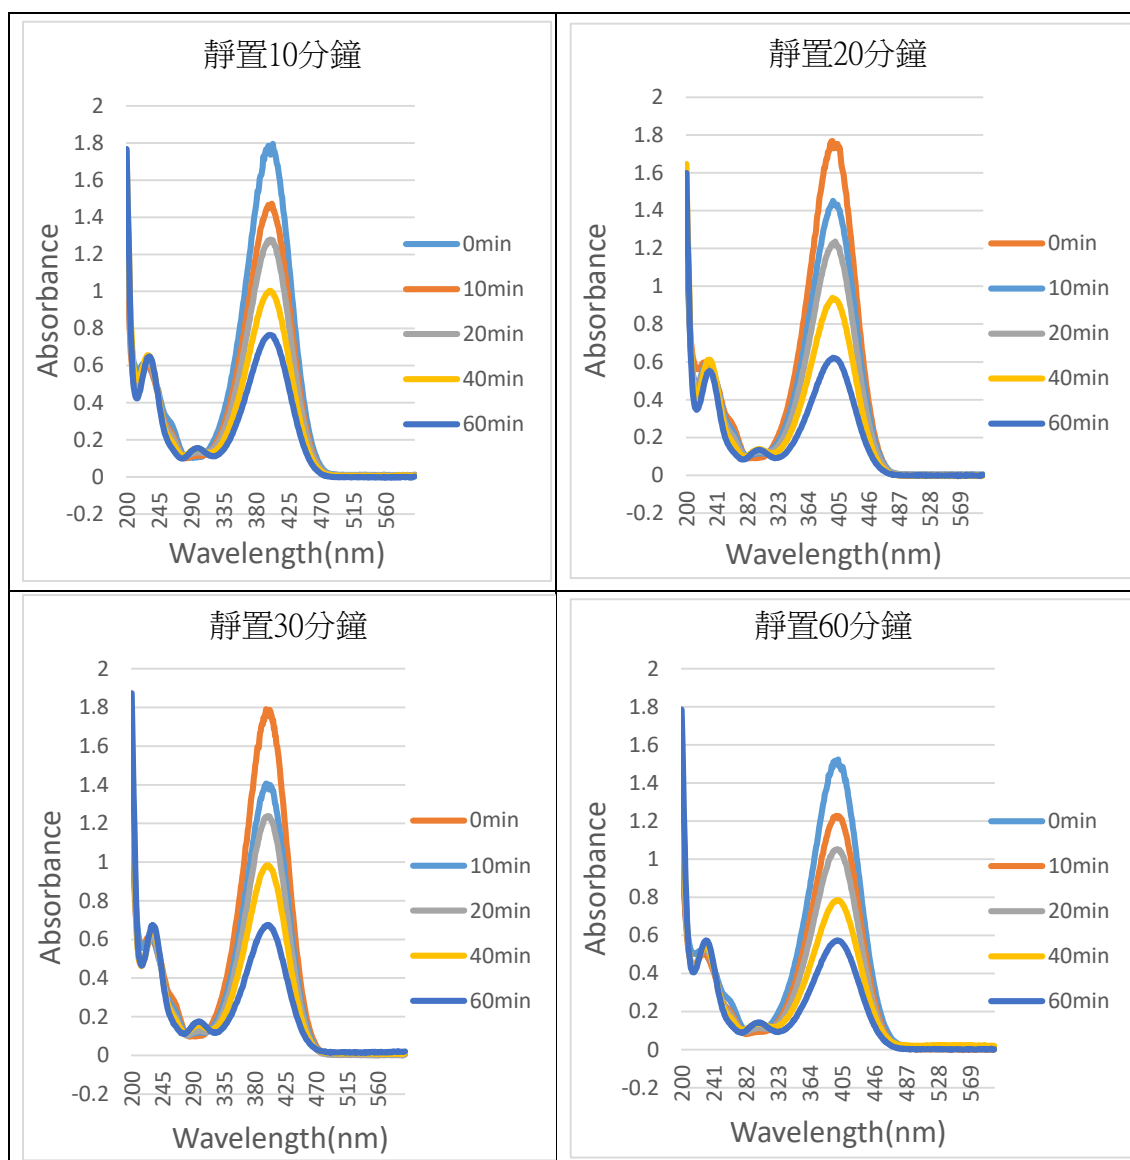 靜置10分鐘
2
1.8
1.6
1.4
1.2
1
0.8
0.6
0.4
0.2
0
-0.2
Absorbance
200 245 290 335 380 425 470 515 560
Wavelength(nm)
0min
10min
20min
40min
60min
靜置20分鐘
2
1.8
1.6
1.4
1.2
1
0.8
0.6
0.4
0.2
0
-0.2
Absorbance
200 241 282 323 364 405 446 487 528 569
Wavelength(nm)
0min
10min
20min
40min
60min
靜置30分鐘
2
1.8
1.6
1.4
1.2
1
0.8
0.6
0.4
0.2
0
-0.2
Absorbance
200 245 290 335 380 425 470 515 560
Wavelength(nm)
0min
10min
20min
40min
60min
靜置60分鐘
2
1.8
1.6
1.4
1.2
1
0.8
0.6
0.4
0.2
0
-0.2
Absorbance
200 241 282 323 364 405 446 487 528 569
Wavelength(nm)
0min
10min
20min
40min
60min